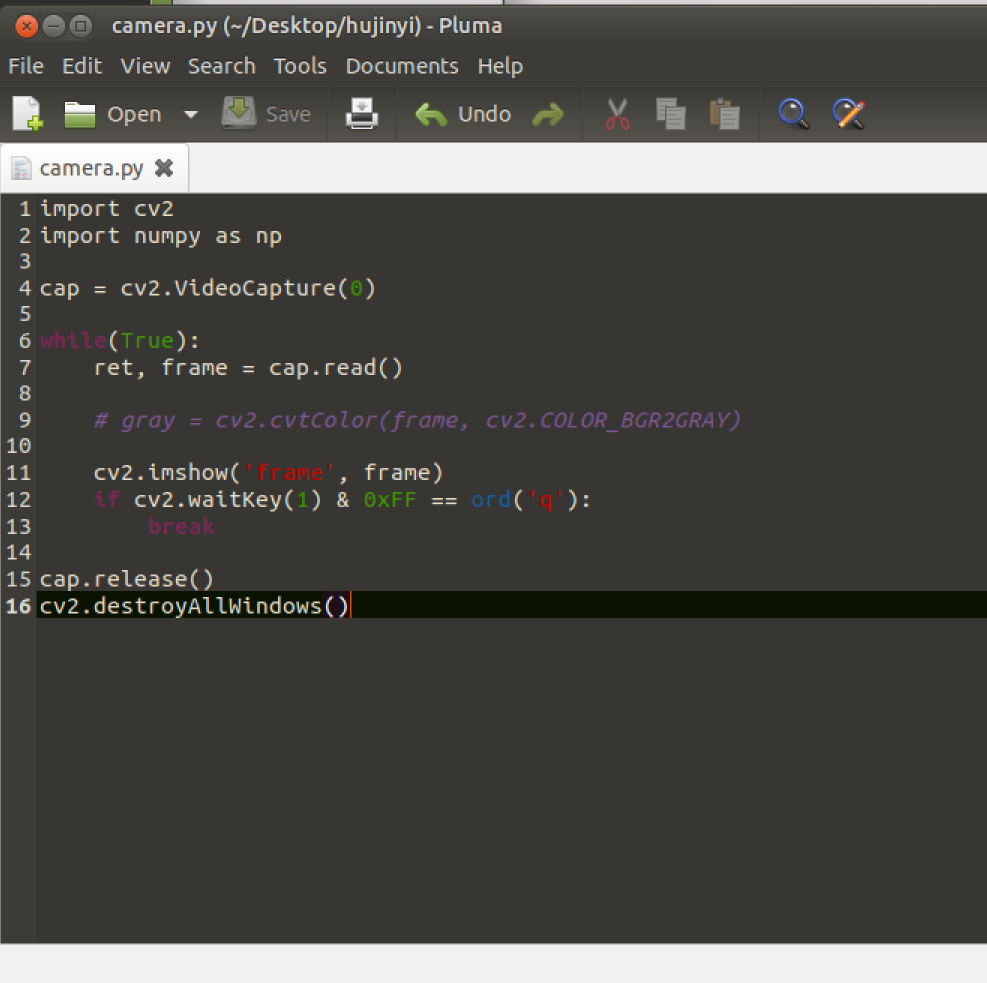 camera.py (~/Desktop/hujinyi) - Pluma
File Edit View Search Tools Documents Help
Open Save Undo
camera.py
1 import cv2
2 import numpy as np
3
4 cap = cv2.VideoCapture(0)
5
6 while(True):
7     ret, frame = cap.read()
8
9     # gray = cv2.cvtColor(frame, cv2.COLOR_BGR2GRAY)
10
11     cv2.imshow('frame', frame)
12     if cv2.waitKey(1) & 0xFF == ord('q'):
13         break
14
15 cap.release()
16 cv2.destroyAllWindows()